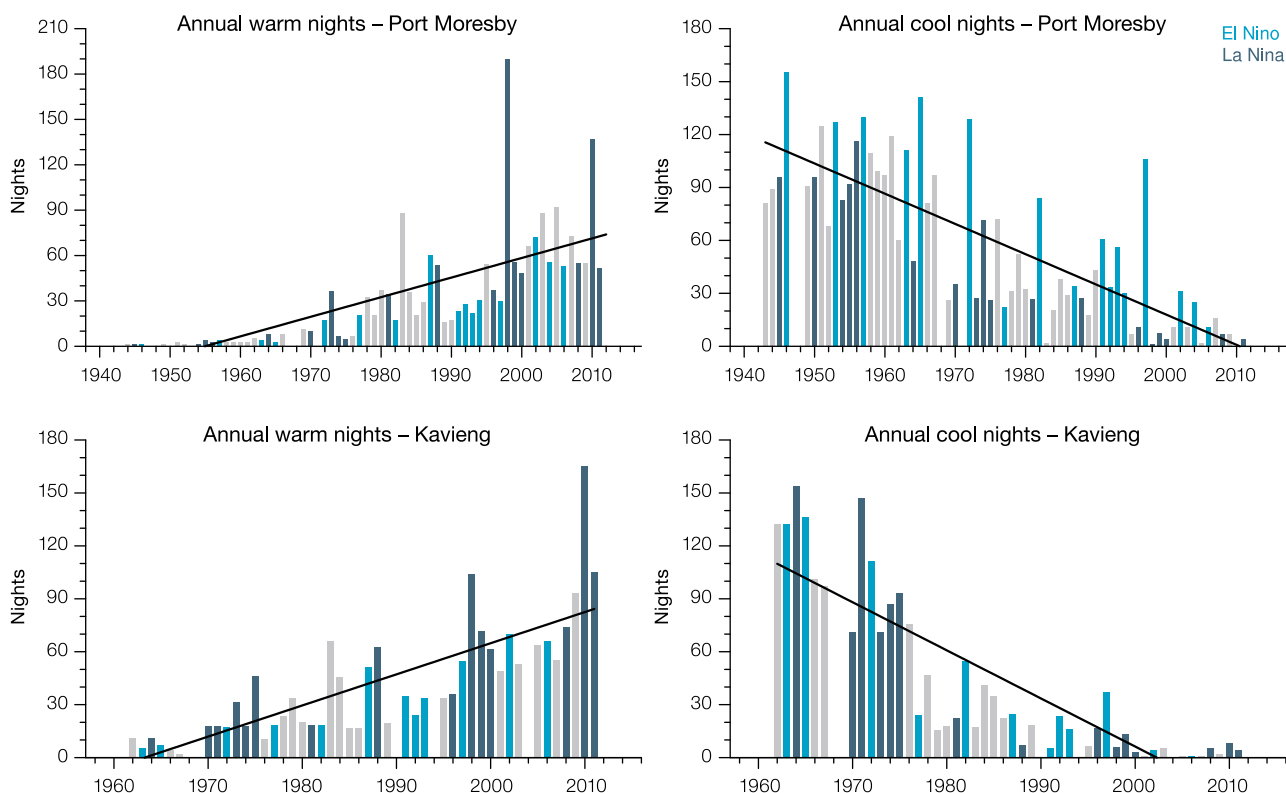 Annual warm nights – Port Moresby
210
180
150
120
90
60
30
0
Nights
1940 1950 1960 1970 1980 1990 2000 2010
Annual cool nights – Port Moresby
El Nino
La Nina
180
150
120
90
60
30
0
Nights
1940 1950 1960 1970 1980 1990 2000 2010
Annual warm nights – Kavieng
180
150
120
90
60
30
0
Nights
1960 1970 1980 1990 2000 2010
Annual cool nights – Kavieng
180
150
120
90
60
30
0
Nights
1960 1970 1980 1990 2000 2010